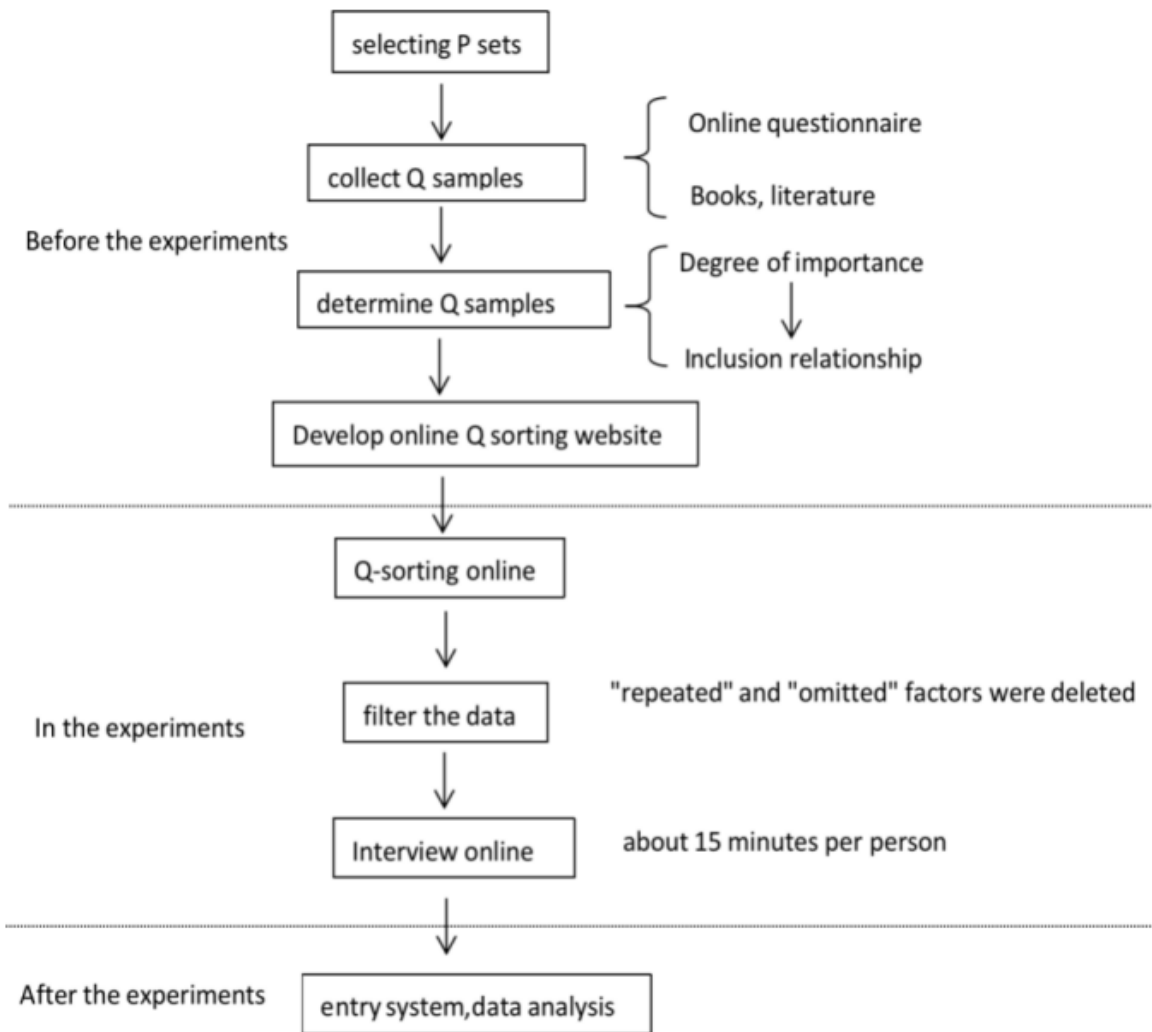 selecting P sets
Online questionnaire
collect Q samples
Books, literature
Before the experiments
Degree of importance
determine Q samples
Inclusion relationship
Develop online Q sorting website
Q-sorting online
"repeated" and "omitted" factors were deleted
filter the data
In the experiments
about 15 minutes per person
Interview online
After the experiments
entry system,data analysis